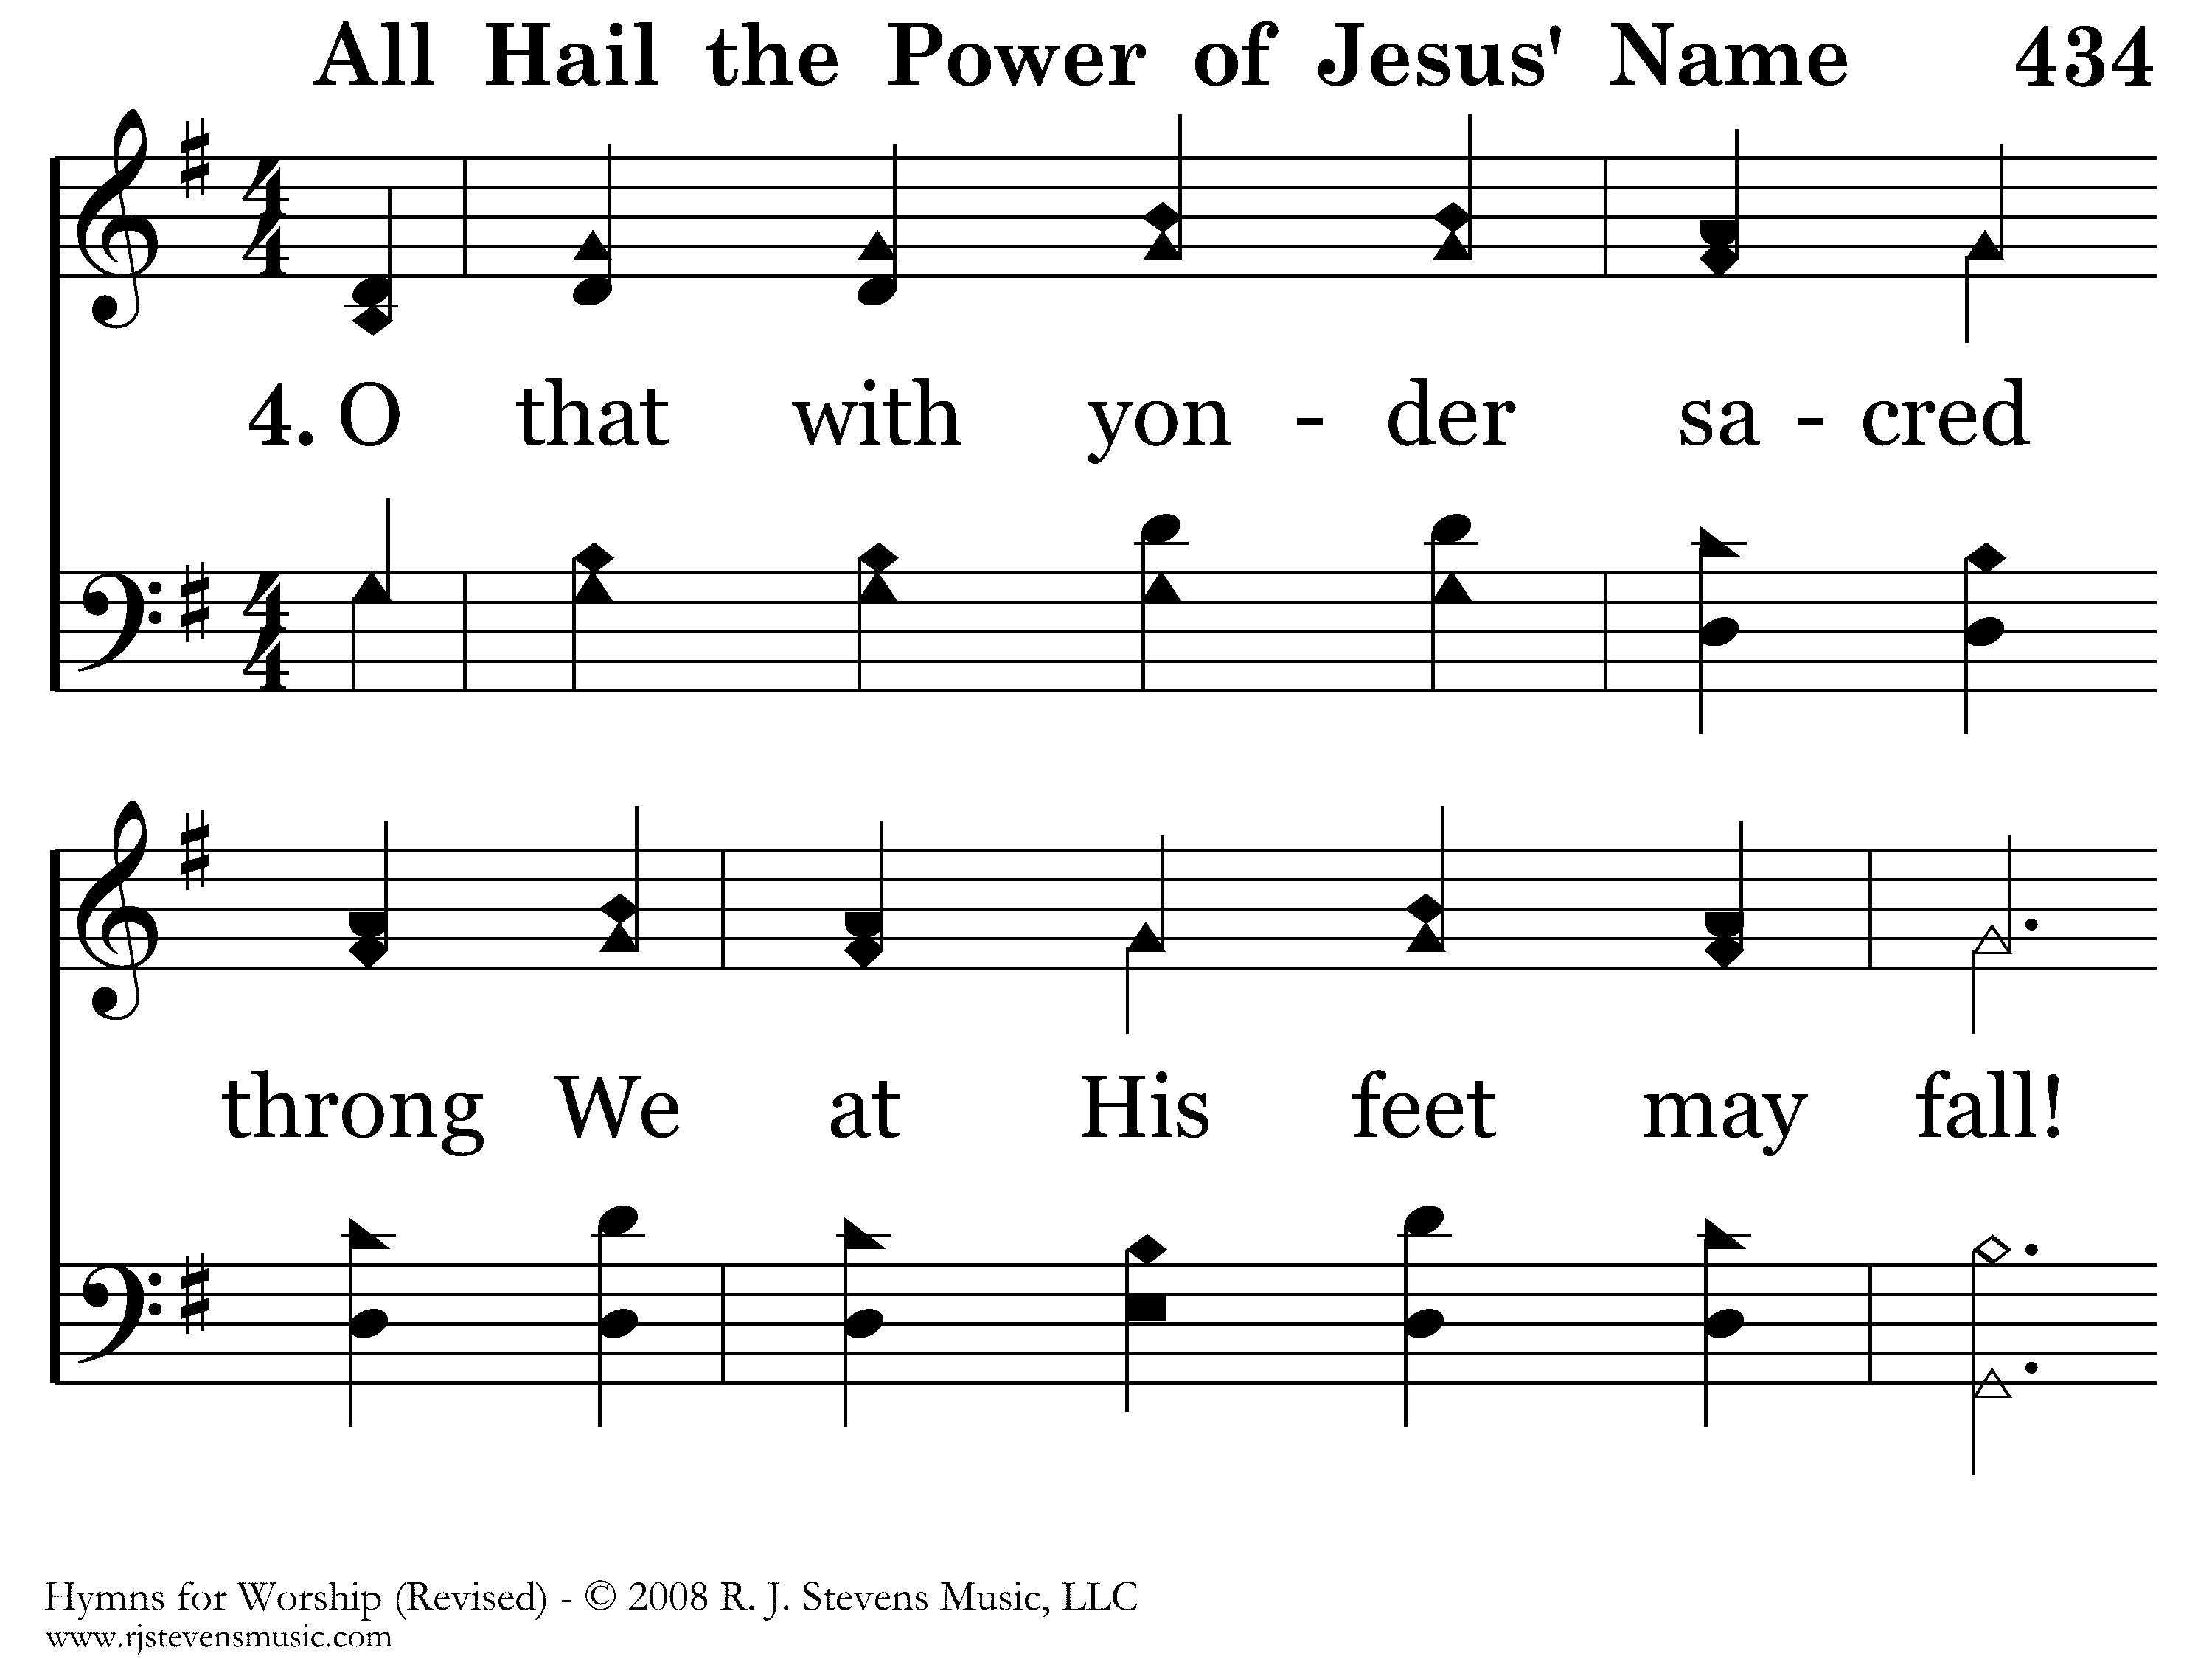 All Hail the Power of Jesus' Name 434
4. O that with yon - der sa - cred
throng We at His feet may fall!
Hymns for Worship (Revised) - © 2008 R. J. Stevens Music, LLC
www.rjstevensmusic.com